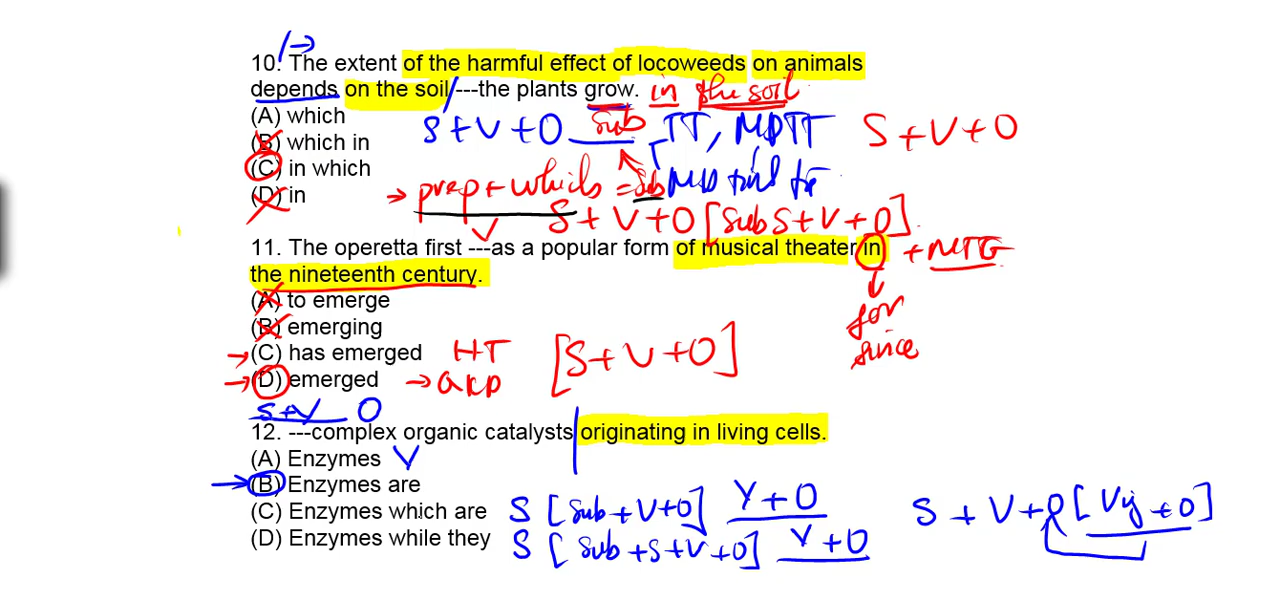 10. The extent of the harmful effect of locoweeds on animals
depends on the soil ---the plants grow. in the soil
(A) which S+V+O sub TT, MĐTT S+V+O
(B) which in
(C) in which → prep + which = sub MĐ
(D) in S+V+O [sub S+V+O]
V
11. The operetta first ---as a popular form of musical theater in + MTG
the nineteenth century.
(A) to emerge for
(B) emerging since
→ (C) has emerged HT [S+V+O]
→ (D) emerged → QKĐ
S+V O
12. ---complex organic catalysts originating in living cells.
(A) Enzymes V
→ (B) Enzymes are
(C) Enzymes which are S [sub+V+O] V+O S+V+O [Ving+O]
(D) Enzymes while they S [sub+S+V+O] V+O